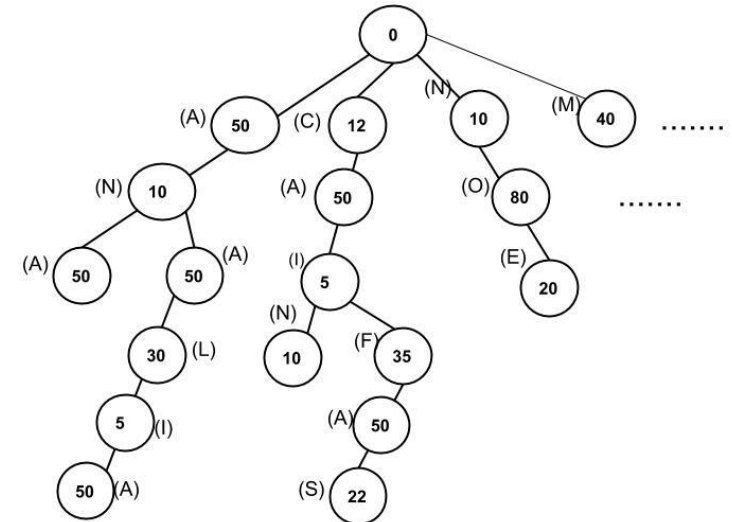 0
(A) 50 (C) 12 (N) 10 (M) 40 .......
(N) 10 (A) 50 (O) 80 .......
(A) 50 50 (A) (I) 5 (E) 20
30 (L) (N) 10 (F) 35
5 (I) (A) 50
50 (A) (S) 22